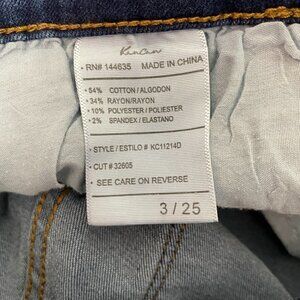 KanCan
• RN# 144635 MADE IN CHINA
• 54% COTTON/ALGODON
• 34% RAYON/RAYON
• 10% POLYESTER/POLIESTER
• 2% SPANDEX/ELASTANO
• STYLE/ESTILO # KC11214D
• CUT # 32605
• SEE CARE ON REVERSE
3 / 25